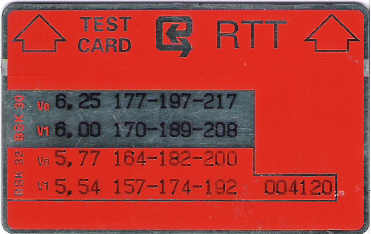 TEST CARD RTT
V0 6,25 177-197-217
V1 6,00 170-189-208
V0 5,77 164-182-200
V1 5,54 157-174-192 004120